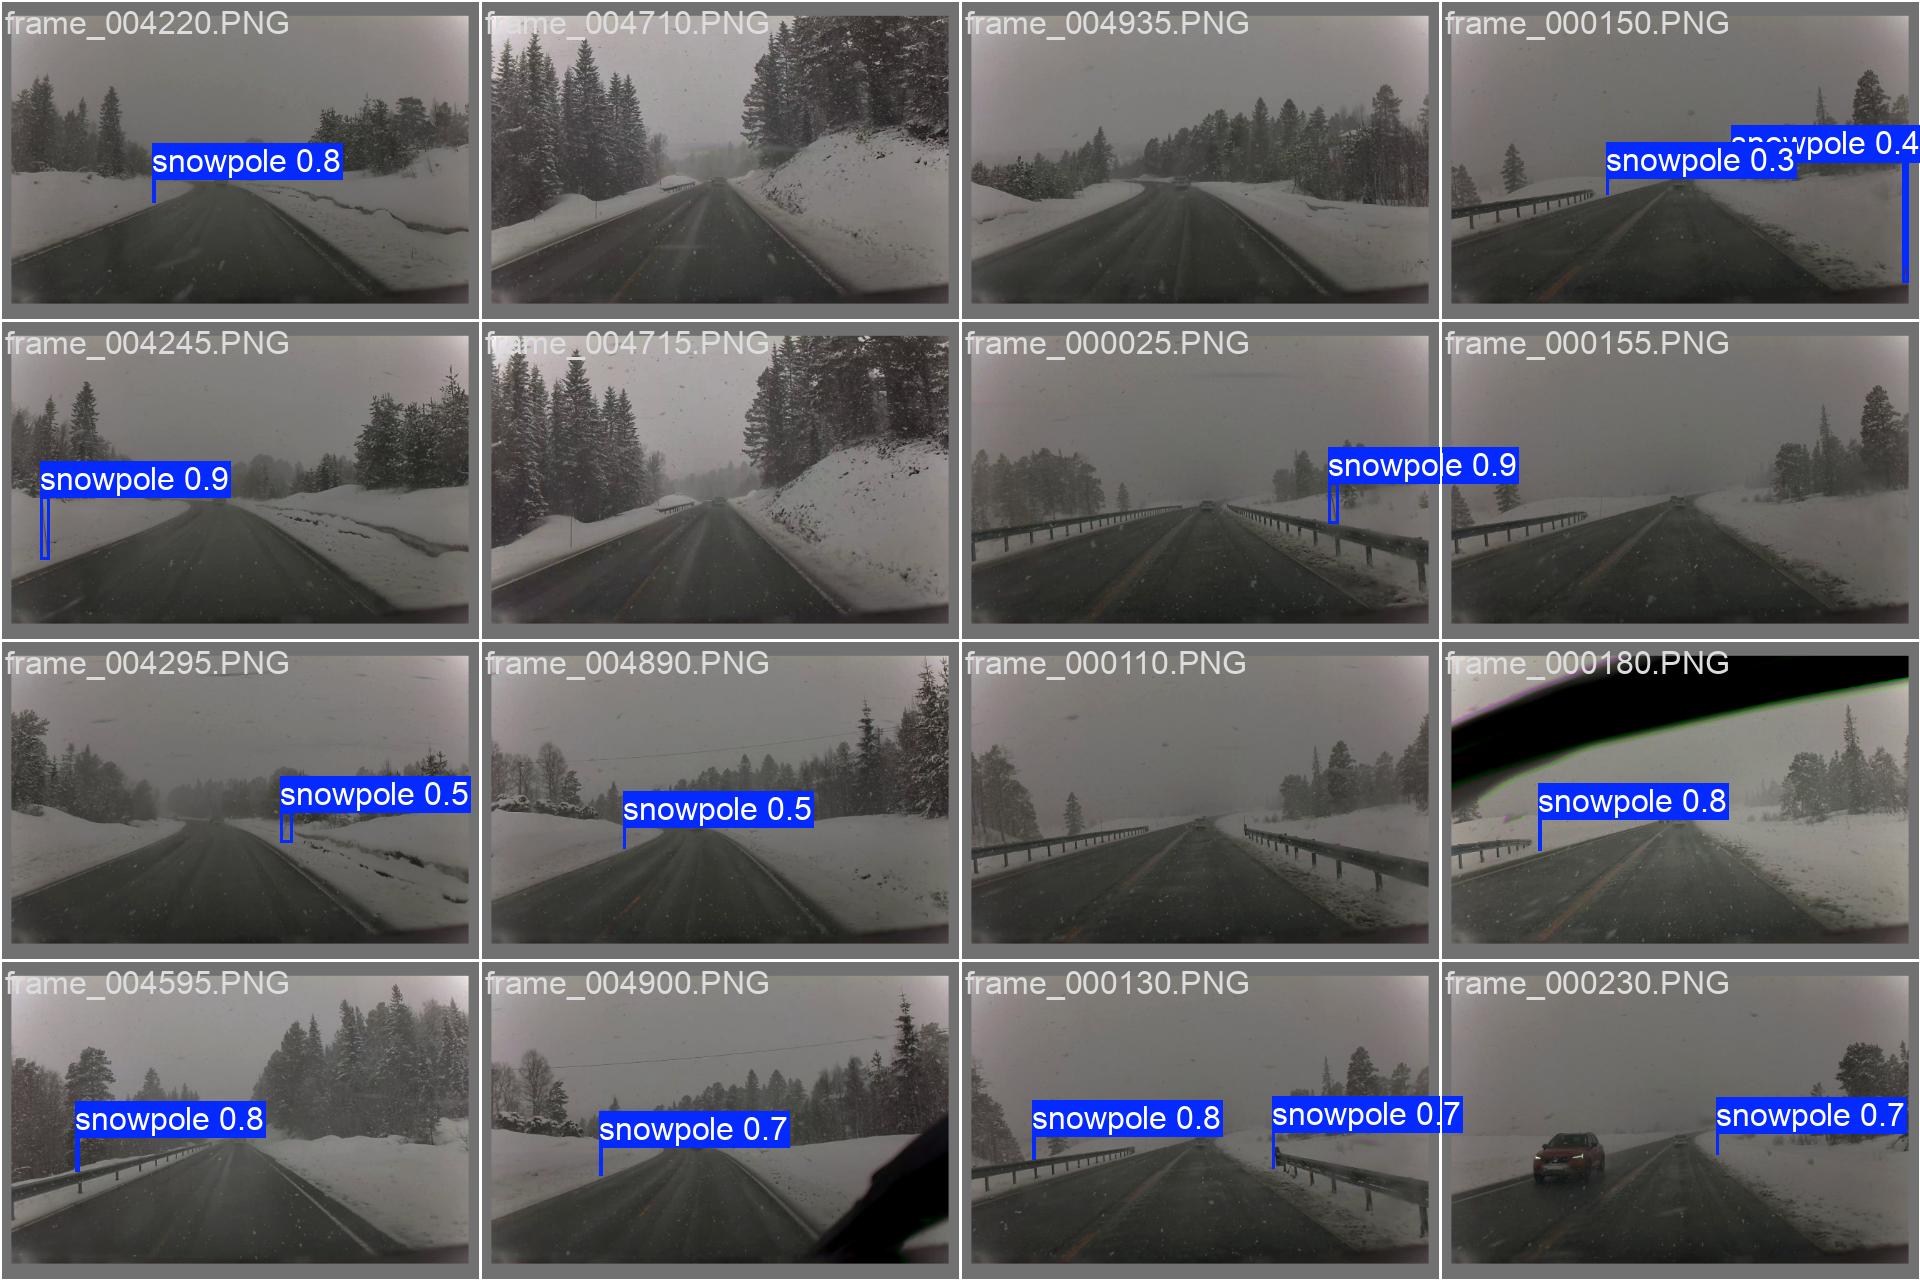 frame_004220.PNG
frame_004710.PNG
frame_004935.PNG
frame_000150.PNG
snowpole 0.8
snowpole 0.4
snowpole 0.3
frame_004245.PNG
frame_004715.PNG
frame_000025.PNG
frame_000155.PNG
snowpole 0.9
snowpole 0.9
frame_004295.PNG
frame_004890.PNG
frame_000110.PNG
frame_000180.PNG
snowpole 0.5
snowpole 0.5
snowpole 0.8
frame_004595.PNG
frame_004900.PNG
frame_000130.PNG
frame_000230.PNG
snowpole 0.8
snowpole 0.7
snowpole 0.8
snowpole 0.7
snowpole 0.7